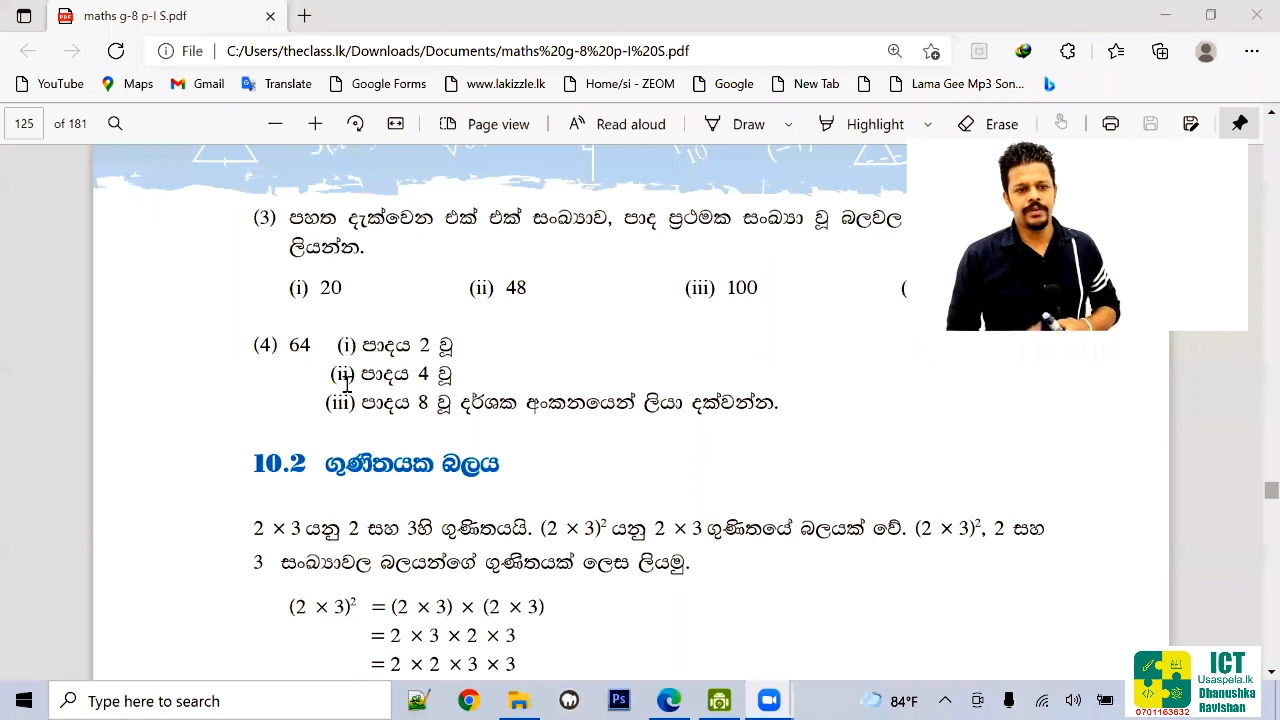 maths g-8 p-I S.pdf
File
C:/Users/theclass.lk/Downloads/Documents/maths%20g-8%20p-I%20S.pdf
YouTube Maps Gmail Translate Google Forms www.lakizzle.lk Home/si - ZEOM Google New Tab Lama Gee Mp3 Son...
125 of 181 Page view Read aloud Draw Highlight Erase
(3) පහත දැක්වෙන එක් එක් සංඛ්‍යාව, පාද ප්‍රථමක සංඛ්‍යා වූ බලවල
ලියන්න.
(i) 20 (ii) 48 (iii) 100 (
(4) 64 (i) පාදය 2 වූ
(ii) පාදය 4 වූ
(iii) පාදය 8 වූ දර්ශක අංකනයෙන් ලියා දක්වන්න.
10.2 ගුණිතයක බලය
2 × 3 යනු 2 සහ 3හි ගුණිතයයි. (2 × 3)² යනු 2 × 3 ගුණිතයේ බලයක් වේ. (2 × 3)², 2 සහ
3 සංඛ්‍යාවල බලයන්ගේ ගුණිතයක් ලෙස ලියමු.
(2 × 3)² = (2 × 3) × (2 × 3)
= 2 × 3 × 2 × 3
= 2 × 2 × 3 × 3
Type here to search
84°F
ICT
Usaspela.lk
Dhanushka
Ravishan
0701163632